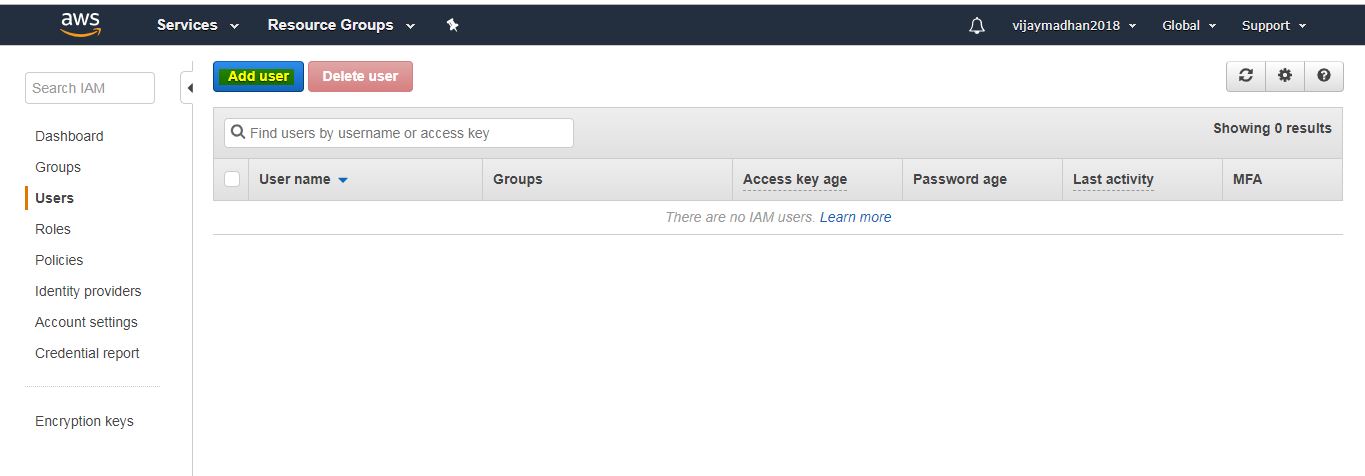 aws Services Resource Groups vijaymadhan2018 Global Support
Search IAM
Dashboard
Groups
Users
Roles
Policies
Identity providers
Account settings
Credential report
Encryption keys
Add user Delete user
Find users by username or access key Showing 0 results
User name Groups Access key age Password age Last activity MFA
There are no IAM users. Learn more